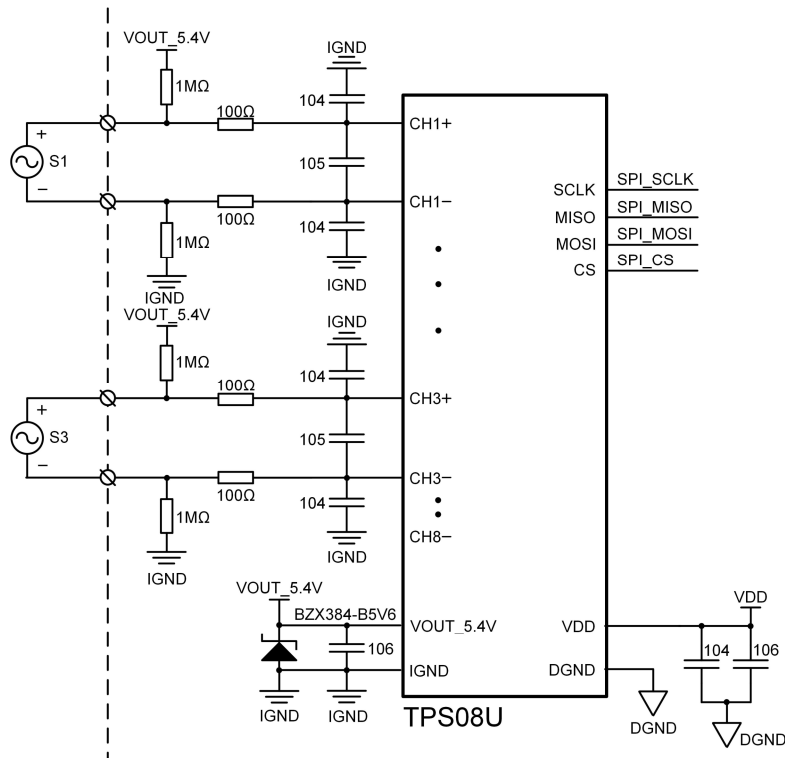 VOUT_5.4V
IGND
1MΩ
104
100Ω
CH1+
+
S1
105
−
SCLK
SPI_SCLK
CH1−
MISO
SPI_MISO
100Ω
104
MOSI
SPI_MOSI
1MΩ
CS
SPI_CS
IGND
IGND
VOUT_5.4V
IGND
1MΩ
104
100Ω
CH3+
+
S3
105
−
CH3−
100Ω
104
1MΩ
CH8−
IGND
IGND
VOUT_5.4V
BZX384-B5V6
VDD
VOUT_5.4V
VDD
106
104
106
IGND
DGND
IGND
IGND
TPS08U
DGND
DGND